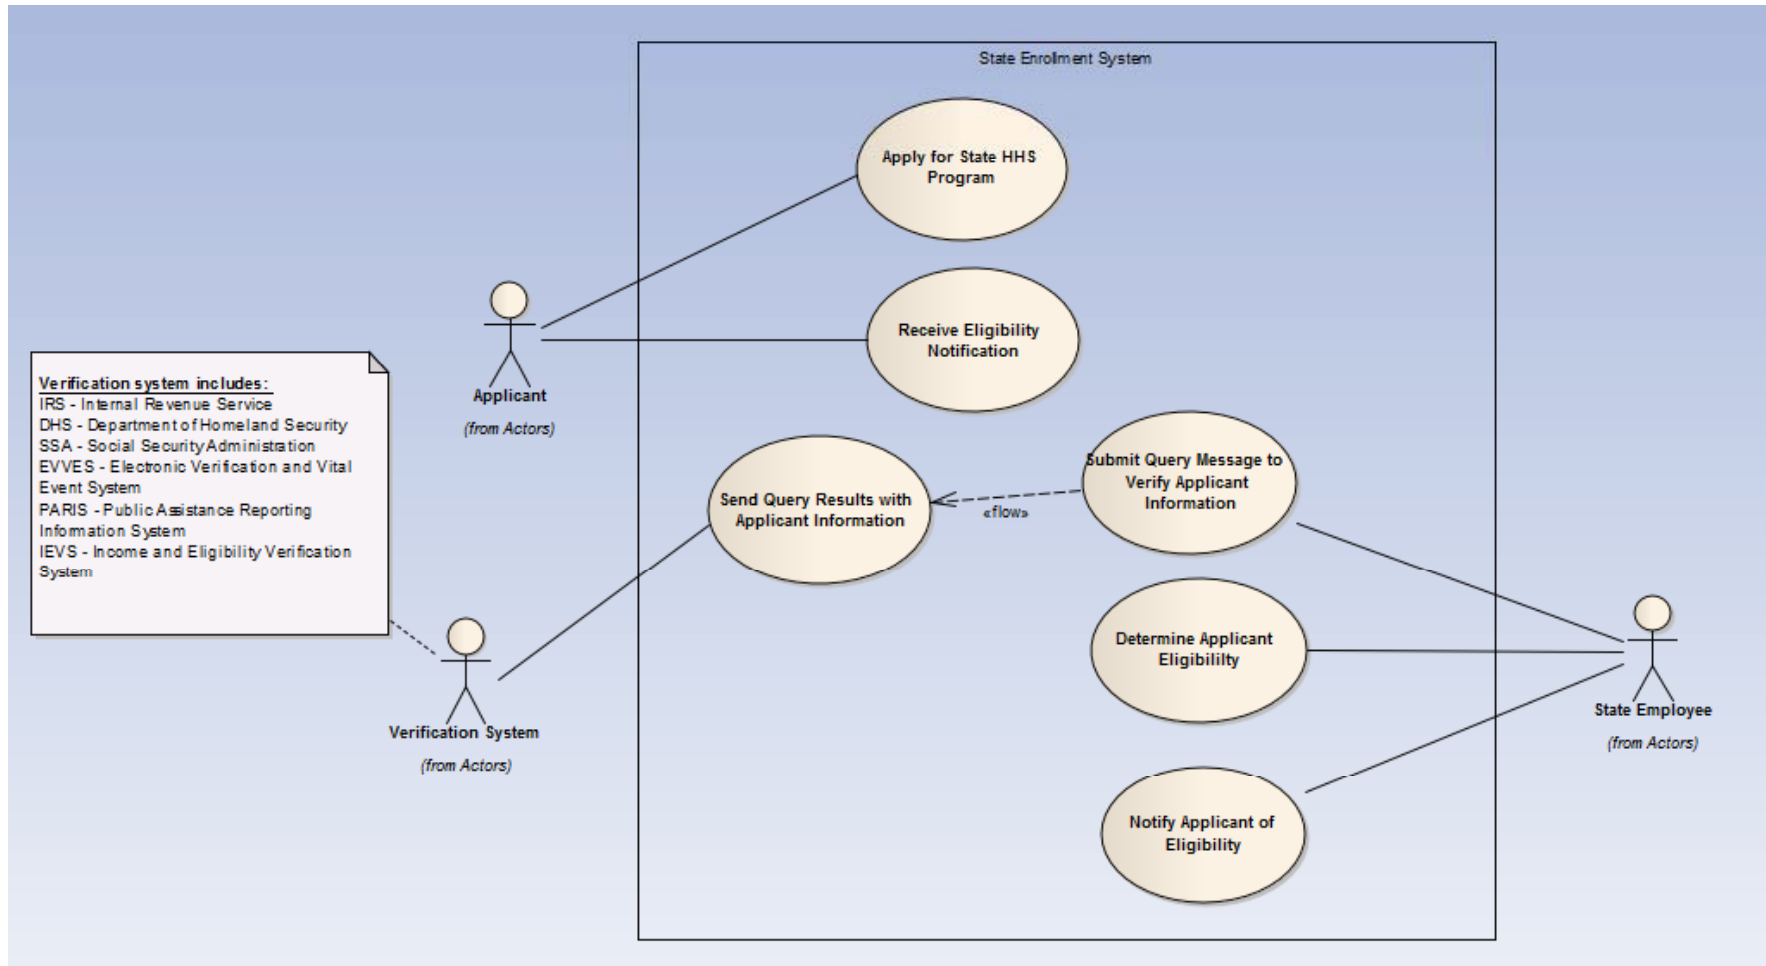 State Enrollment System
Apply for State HHS
Program
Receive Eligibility
Notification
Applicant
(from Actors)
Verification system includes:
IRS - Internal Revenue Service
DHS - Department of Homeland Security
SSA - Social Security Administration
EVVES - Electronic Verification and Vital
Event System
PARIS - Public Assistance Reporting
Information System
IEVS - Income and Eligibility Verification
System
Send Query Results with
Applicant Information
«flow»
Submit Query Message to
Verify Applicant
Information
Determine Applicant
Eligibililty
State Employee
(from Actors)
Verification System
(from Actors)
Notify Applicant of
Eligibility